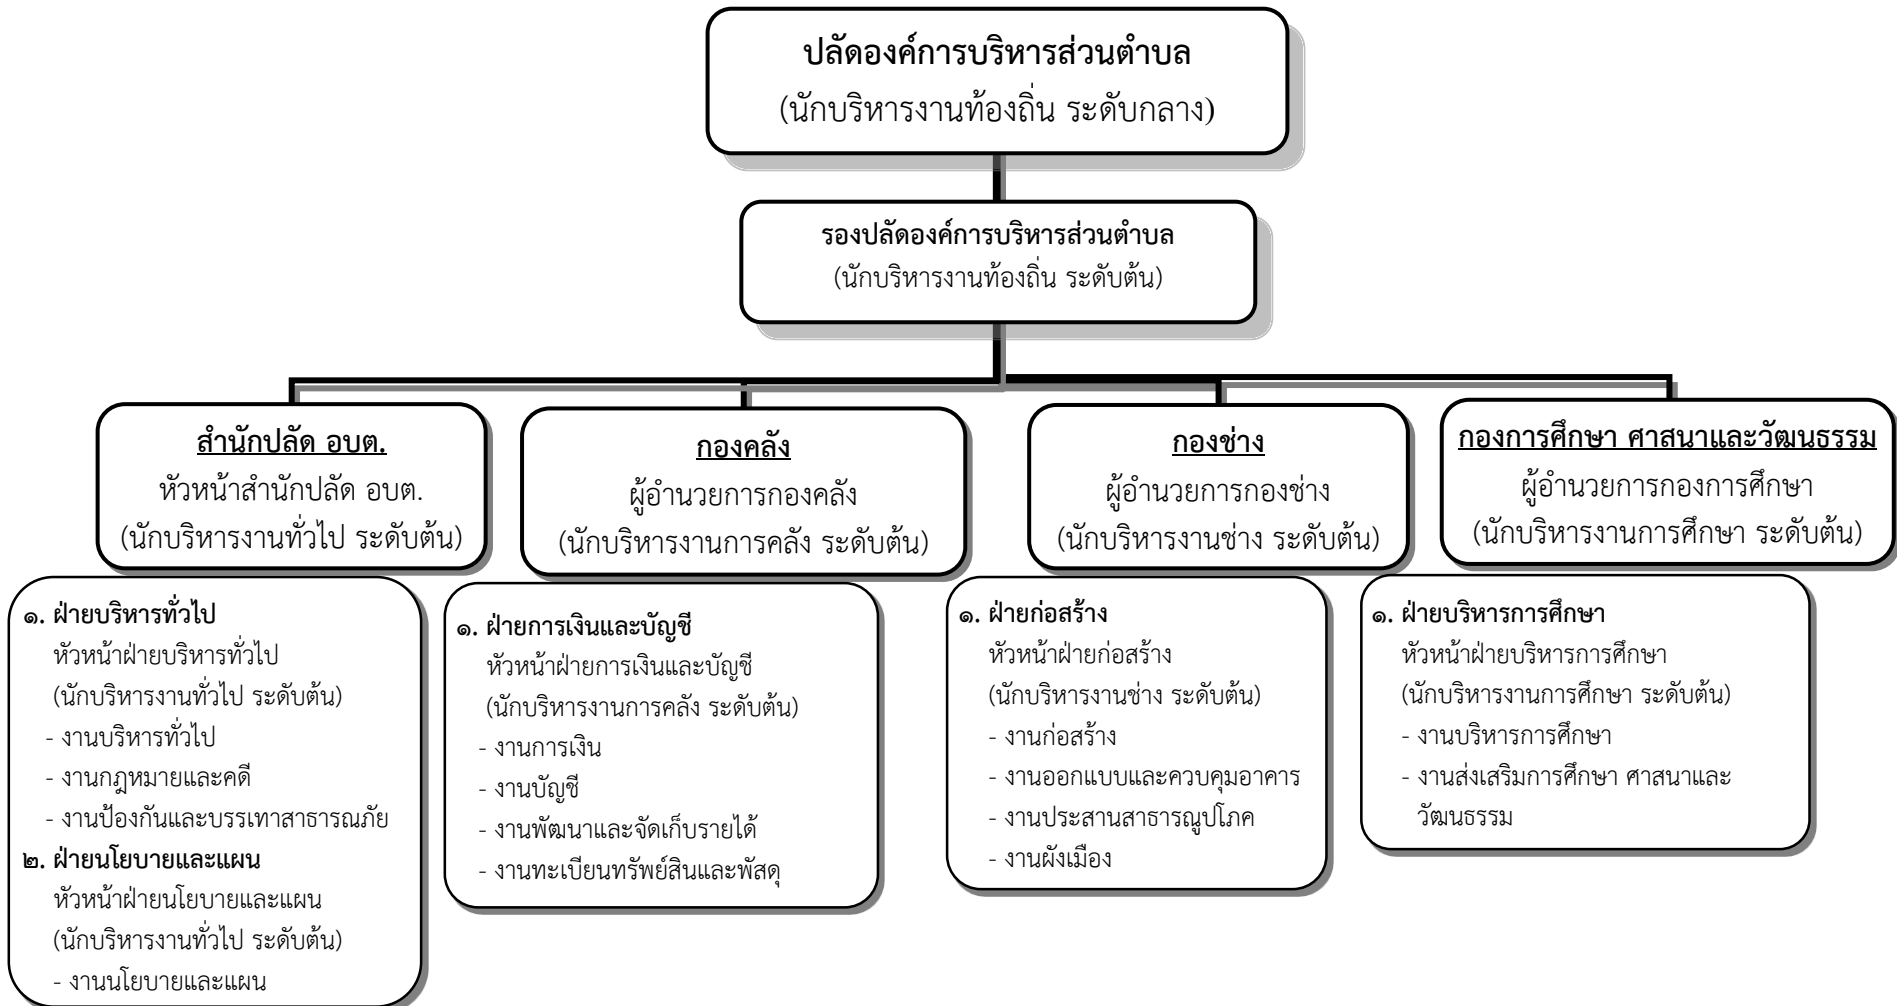 ปลัดองค์การบริหารส่วนตำบล
(นักบริหารงานท้องถิ่น ระดับกลาง)
รองปลัดองค์การบริหารส่วนตำบล
(นักบริหารงานท้องถิ่น ระดับต้น)
สำนักปลัด อบต.
หัวหน้าสำนักปลัด อบต.
(นักบริหารงานทั่วไป ระดับต้น)
๑. ฝ่ายบริหารทั่วไป
หัวหน้าฝ่ายบริหารทั่วไป
(นักบริหารงานทั่วไป ระดับต้น)
- งานบริหารทั่วไป
- งานกฎหมายและคดี
- งานป้องกันและบรรเทาสาธารณภัย
๒. ฝ่ายนโยบายและแผน
หัวหน้าฝ่ายนโยบายและแผน
(นักบริหารงานทั่วไป ระดับต้น)
- งานนโยบายและแผน
กองคลัง
ผู้อำนวยการกองคลัง
(นักบริหารงานการคลัง ระดับต้น)
๑. ฝ่ายการเงินและบัญชี
หัวหน้าฝ่ายการเงินและบัญชี
(นักบริหารงานการคลัง ระดับต้น)
- งานการเงิน
- งานบัญชี
- งานพัฒนาและจัดเก็บรายได้
- งานทะเบียนทรัพย์สินและพัสดุ
กองช่าง
ผู้อำนวยการกองช่าง
(นักบริหารงานช่าง ระดับต้น)
๑. ฝ่ายก่อสร้าง
หัวหน้าฝ่ายก่อสร้าง
(นักบริหารงานช่าง ระดับต้น)
- งานก่อสร้าง
- งานออกแบบและควบคุมอาคาร
- งานประสานสาธารณูปโภค
- งานผังเมือง
กองการศึกษา ศาสนาและวัฒนธรรม
ผู้อำนวยการกองการศึกษา
(นักบริหารงานการศึกษา ระดับต้น)
๑. ฝ่ายบริหารการศึกษา
หัวหน้าฝ่ายบริหารการศึกษา
(นักบริหารงานการศึกษา ระดับต้น)
- งานบริหารการศึกษา
- งานส่งเสริมการศึกษา ศาสนาและ
วัฒนธรรม